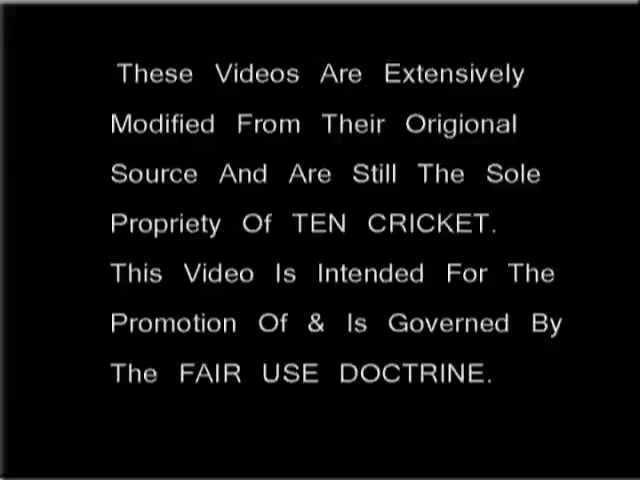 These Videos Are Extensively
Modified From Their Origional
Source And Are Still The Sole
Propriety Of TEN CRICKET.
This Video Is Intended For The
Promotion Of & Is Governed By
The FAIR USE DOCTRINE.